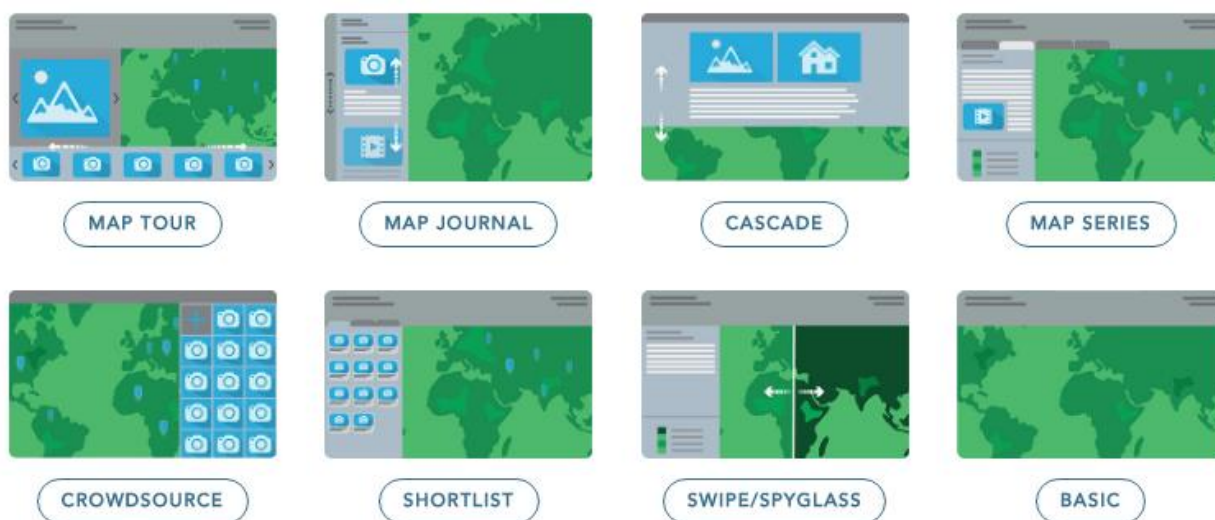 MAP TOUR
MAP JOURNAL
CASCADE
MAP SERIES
CROWDSOURCE
SHORTLIST
SWIPE/SPYGLASS
BASIC